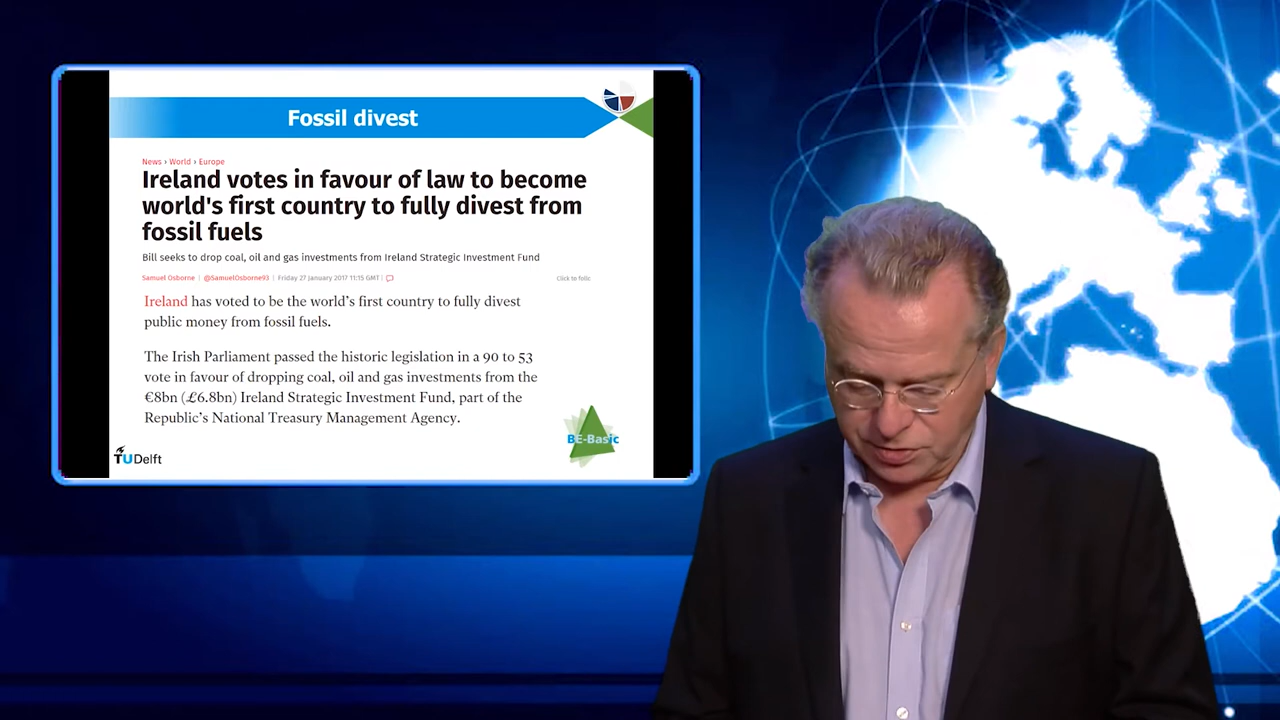 Fossil divest
News › World › Europe
Ireland votes in favour of law to become
world's first country to fully divest from
fossil fuels
Bill seeks to drop coal, oil and gas investments from Ireland Strategic Investment Fund
Samuel Osborne | @SamuelOsborne93 | Friday 27 January 2017 11:15 GMT |
Click to follo
Ireland has voted to be the world's first country to fully divest
public money from fossil fuels.
The Irish Parliament passed the historic legislation in a 90 to 53
vote in favour of dropping coal, oil and gas investments from the
€8bn (£6.8bn) Ireland Strategic Investment Fund, part of the
Republic's National Treasury Management Agency.
BE-Basic
TUDelft